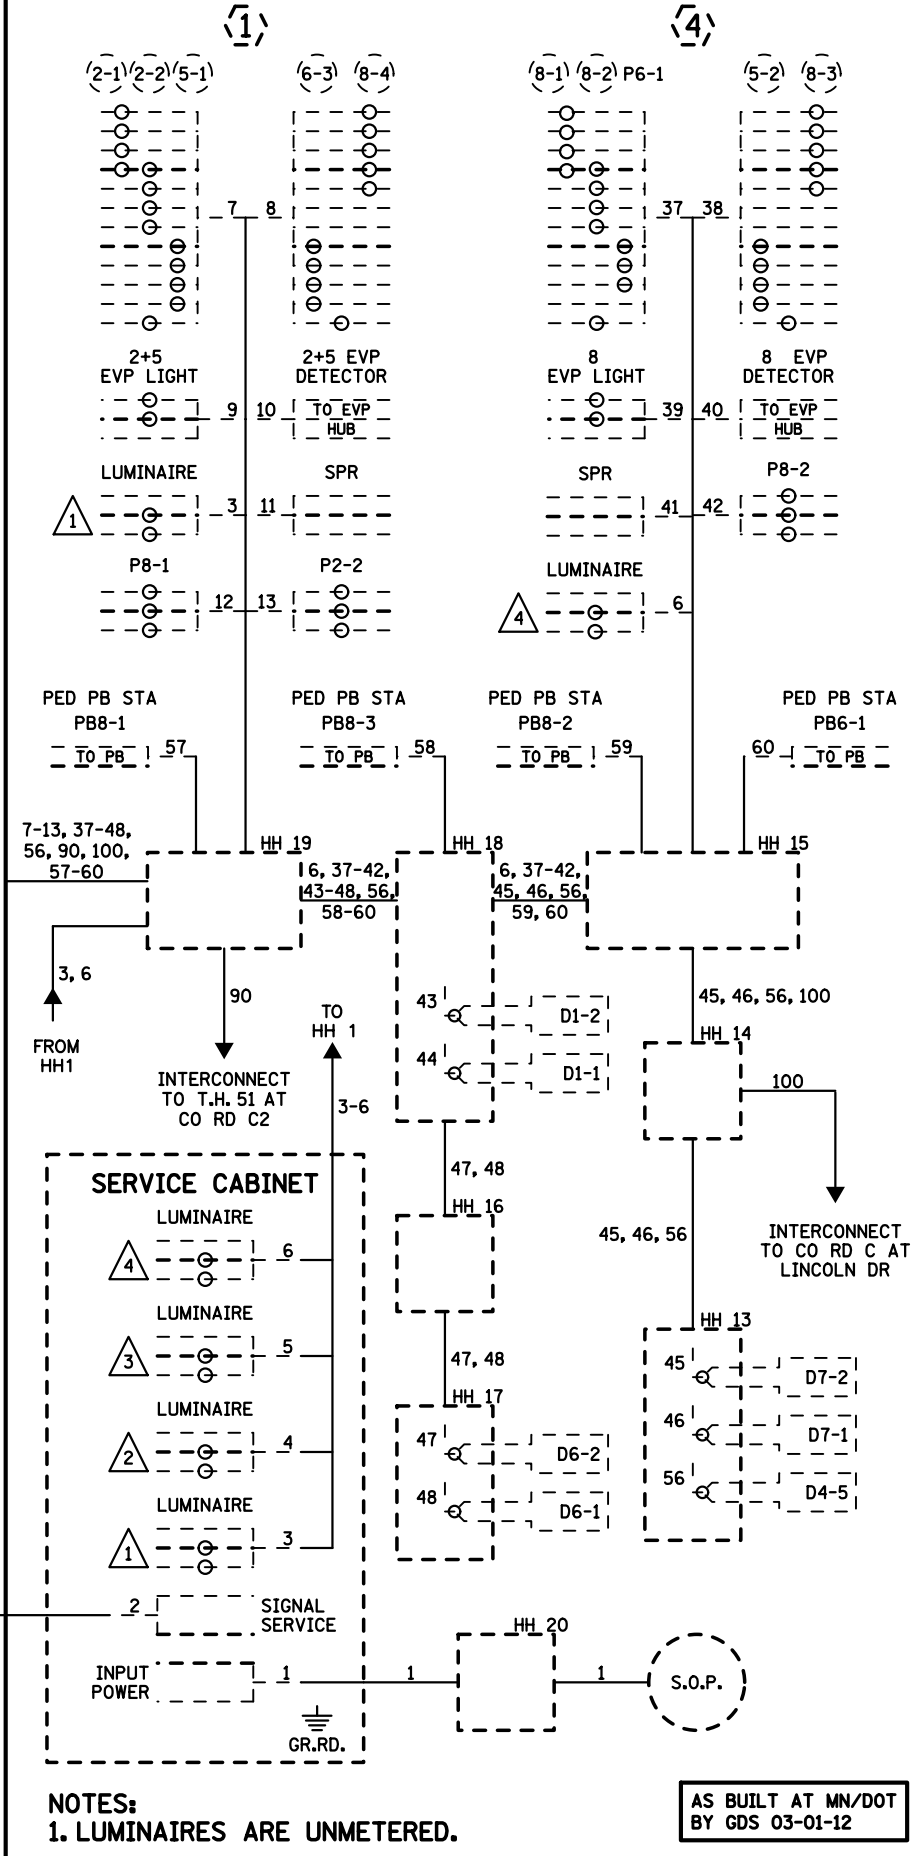 1
4
2-1 2-2 5-1
6-3 8-4
8-1 8-2 P6-1
5-2 8-3
7 8
37 38
2+5
EVP LIGHT
2+5 EVP
DETECTOR
8
EVP LIGHT
8 EVP
DETECTOR
9 10
TO EVP
HUB
39 40
TO EVP
HUB
LUMINAIRE
SPR
SPR
P8-2
1
3 11
41 42
P8-1
P2-2
LUMINAIRE
12 13
4
6
PED PB STA
PB8-1
PED PB STA
PB8-3
PED PB STA
PB8-2
PED PB STA
PB6-1
TO PB
57
TO PB
58
TO PB
59
60
TO PB
7-13, 37-48,
56, 90, 100,
57-60
HH 19
6, 37-42,
43-48, 56,
58-60
HH 18
6, 37-42,
45, 46, 56,
59, 60
HH 15
3, 6
FROM
HH1
90
INTERCONNECT
TO T.H. 51 AT
CO RD C2
TO
HH 1
3-6
43
D1-2
44
D1-1
45, 46, 56, 100
HH 14
100
INTERCONNECT
TO CO RD C AT
LINCOLN DR
47, 48
HH 16
45, 46, 56
47, 48
HH 17
47
D6-2
48
D6-1
HH 13
45
D7-2
46
D7-1
56
D4-5
SERVICE CABINET
LUMINAIRE
4
6
LUMINAIRE
3
5
LUMINAIRE
2
4
LUMINAIRE
1
3
2
SIGNAL
SERVICE
INPUT
POWER
1
1
HH 20
1
S.O.P.
GR.RD.
NOTES:
1. LUMINAIRES ARE UNMETERED.
AS BUILT AT MN/DOT
BY GDS 03-01-12